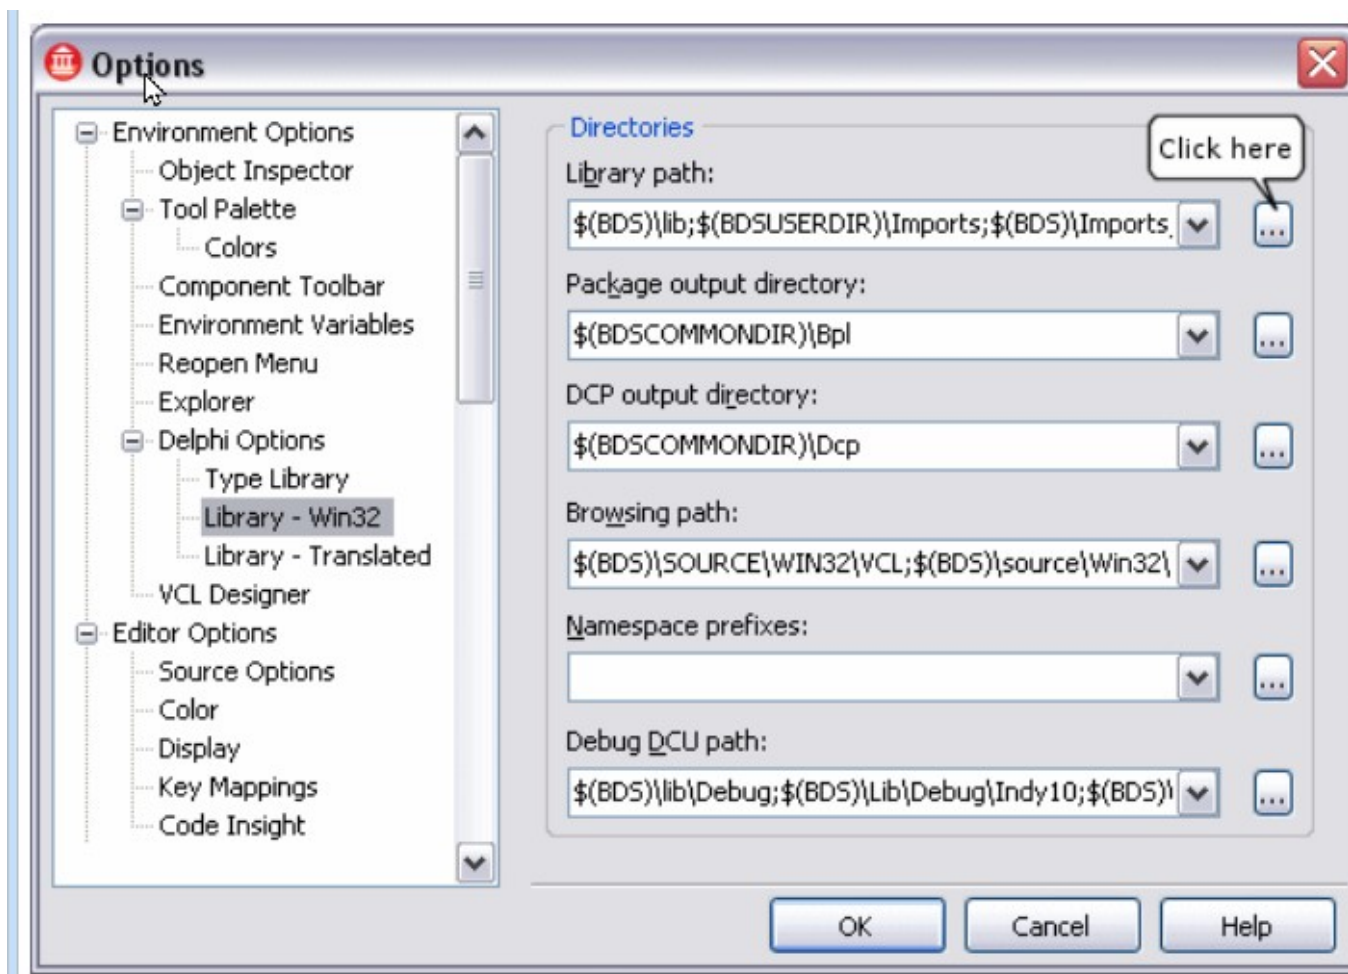 Options
Environment Options
Object Inspector
Tool Palette
Colors
Component Toolbar
Environment Variables
Reopen Menu
Explorer
Delphi Options
Type Library
Library - Win32
Library - Translated
VCL Designer
Editor Options
Source Options
Color
Display
Key Mappings
Code Insight
Directories
Click here
Library path:
$(BDS)\lib;$(BDSUSERDIR)\Imports;$(BDS)\Imports
...
Package output directory:
$(BDSCOMMONDIR)\Bpl
...
DCP output directory:
$(BDSCOMMONDIR)\Dcp
...
Browsing path:
$(BDS)\SOURCE\WIN32\VCL;$(BDS)\source\Win32\
...
Namespace prefixes:
...
Debug DCU path:
$(BDS)\lib\Debug;$(BDS)\Lib\Debug\Indy10;$(BDS)\
...
OK
Cancel
Help